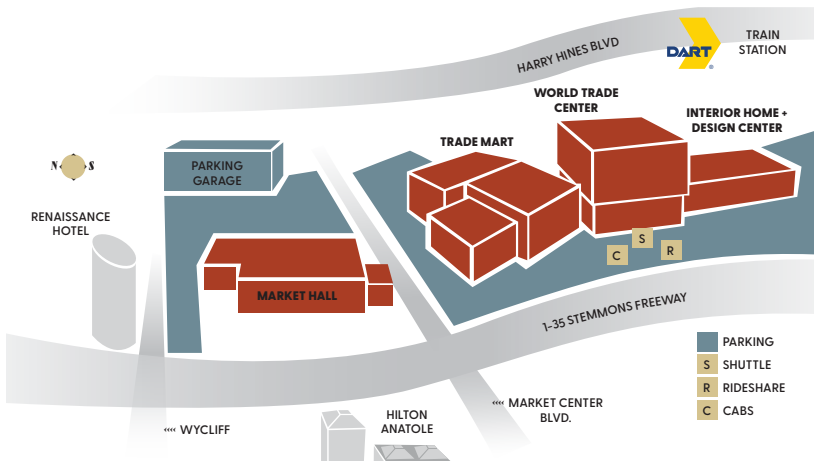 HARRY HINES BLVD
DART
®
TRAIN
STATION
WORLD TRADE
CENTER
INTERIOR HOME +
DESIGN CENTER
TRADE MART
PARKING
GARAGE
N S
RENAISSANCE
HOTEL
S
C
R
MARKET HALL
1-35 STEMMONS FREEWAY
PARKING
S SHUTTLE
R RIDESHARE
C CABS
‹‹‹‹ MARKET CENTER
BLVD.
HILTON
ANATOLE
‹‹‹‹ WYCLIFF